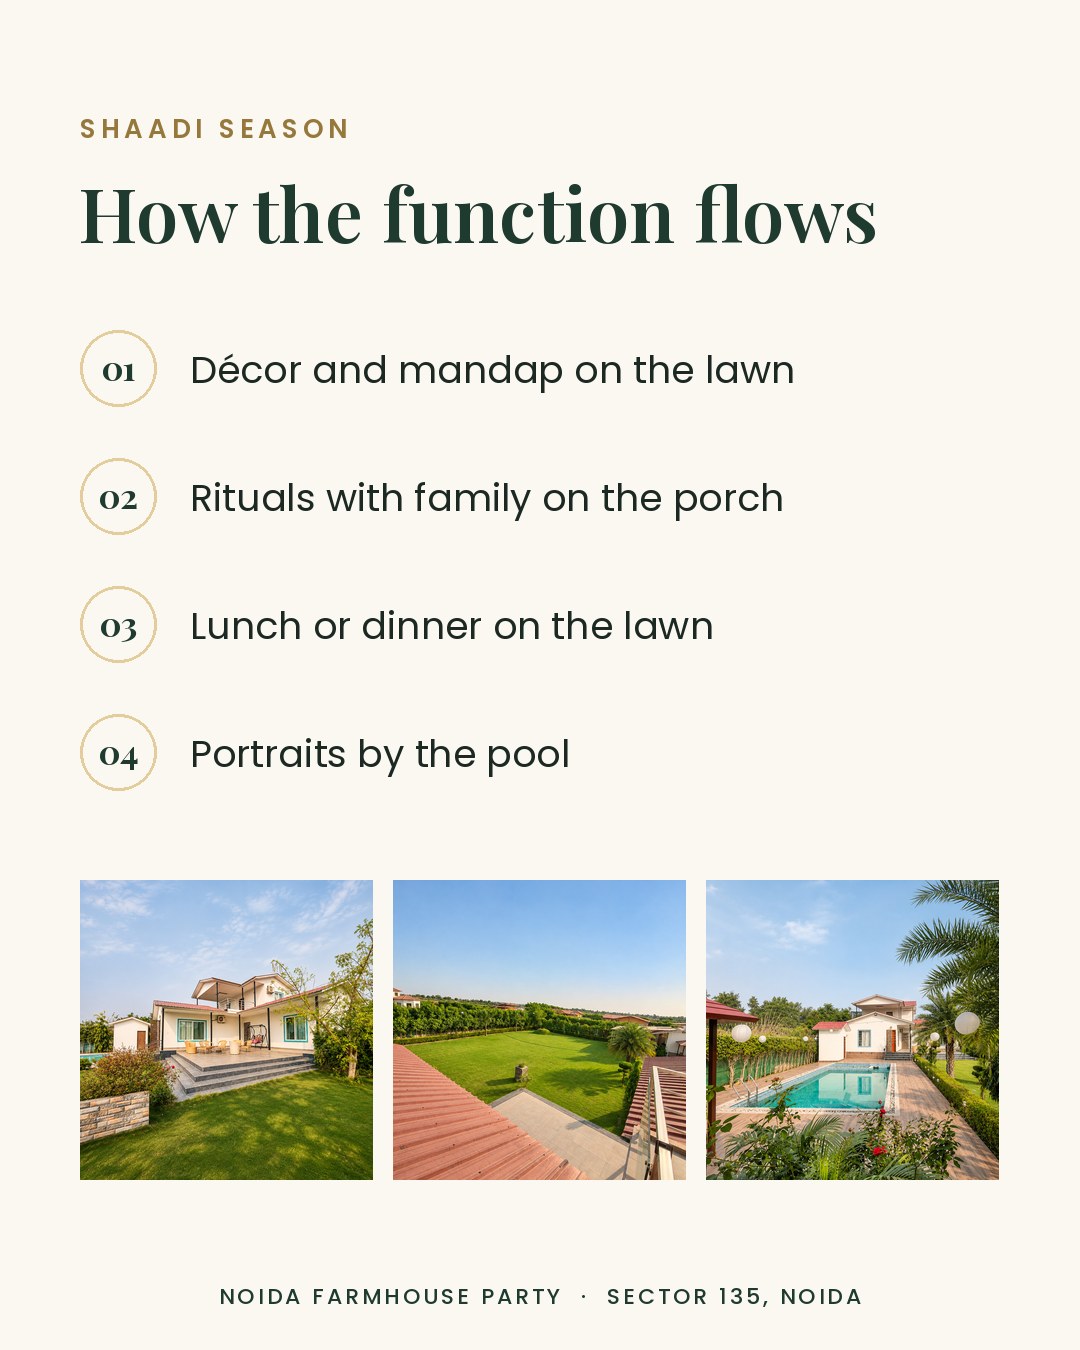 SHAADI SEASON
How the function flows
01 Décor and mandap on the lawn
02 Rituals with family on the porch
03 Lunch or dinner on the lawn
04 Portraits by the pool
NOIDA FARMHOUSE PARTY · SECTOR 135, NOIDA